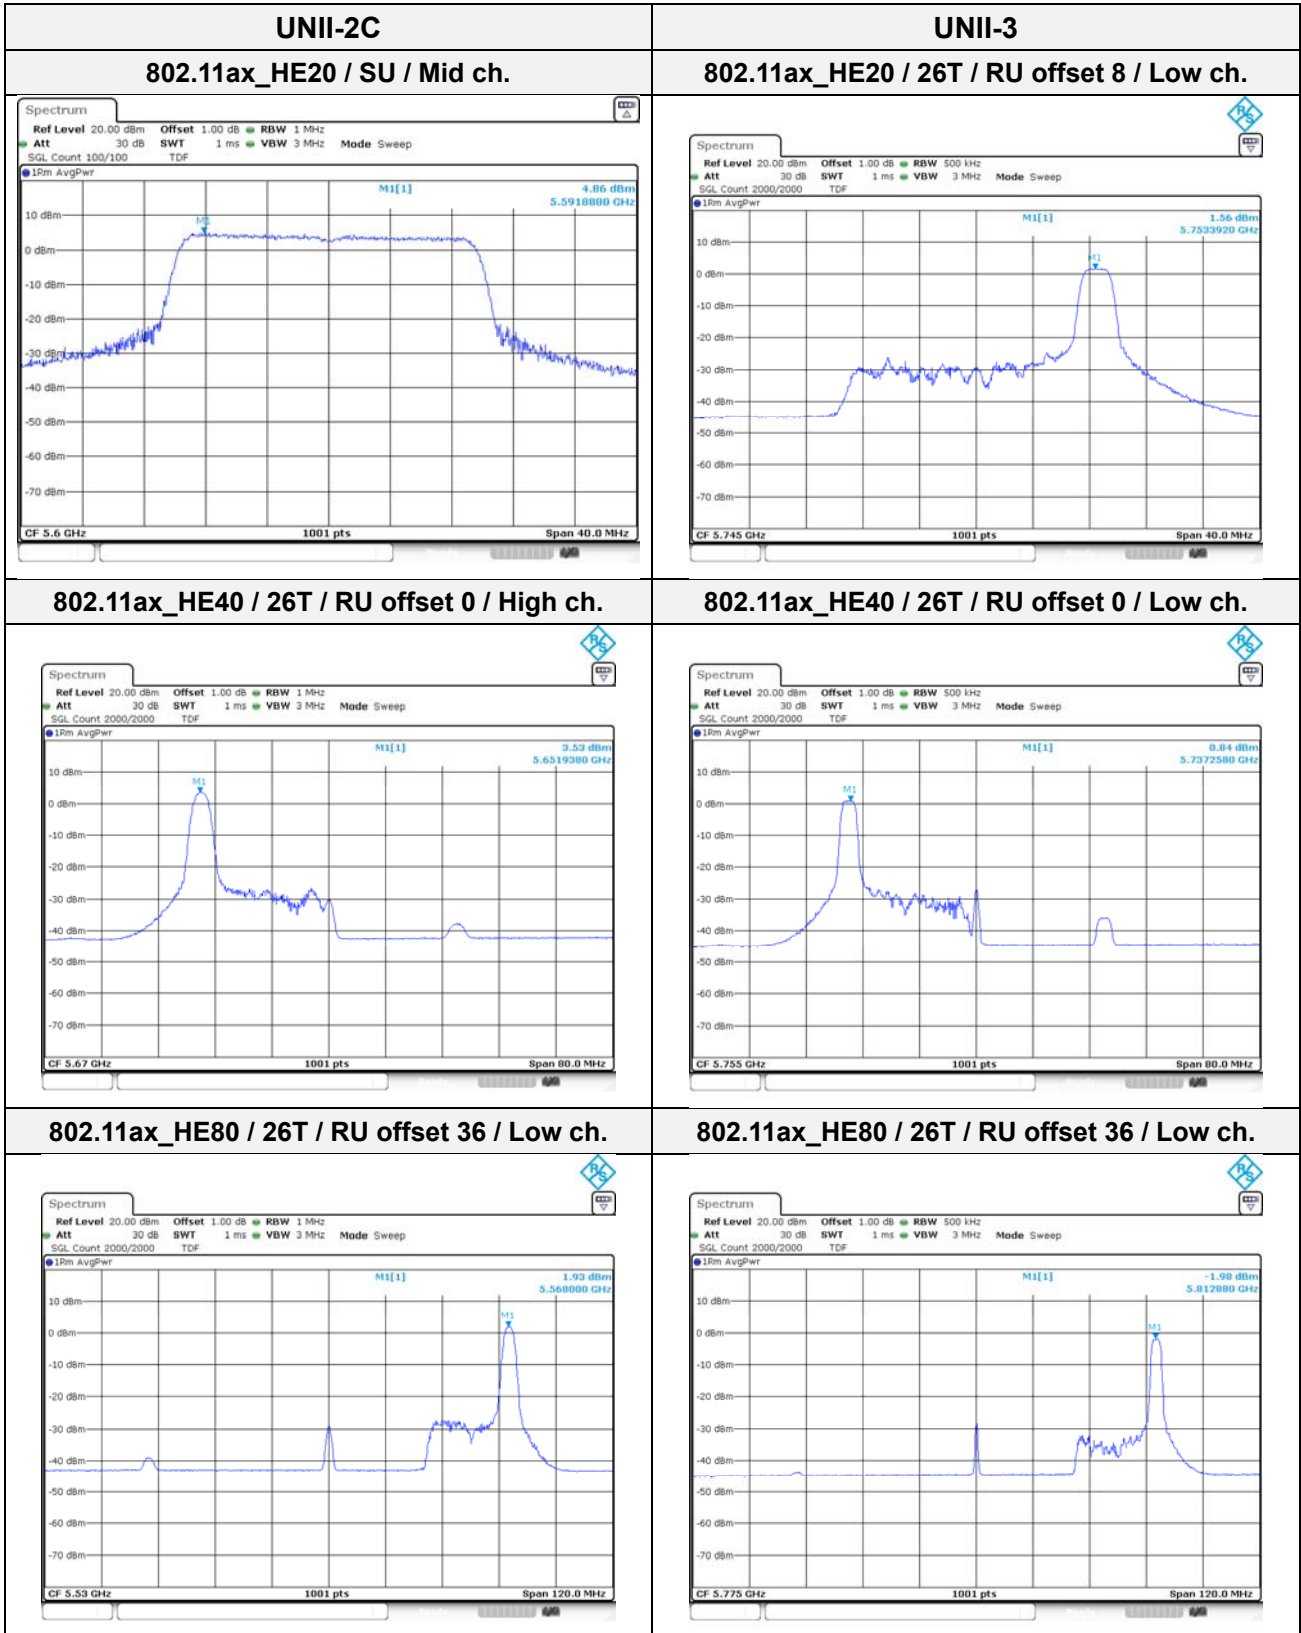 UNII-2C
UNII-3
802.11ax_HE20 / SU / Mid ch.
802.11ax_HE20 / 26T / RU offset 8 / Low ch.
Spectrum
Ref Level 20.00 dBm Offset 1.00 dB RBW 1 MHz
Att 30 dB SWT 1 ms VBW 3 MHz Mode Sweep
SGL Count 100/100 TDF
1Rm AvgPwr
M1[1] 4.86 dBm
5.5918880 GHz
M1
10 dBm
0 dBm
-10 dBm
-20 dBm
-30 dBm
-40 dBm
-50 dBm
-60 dBm
-70 dBm
CF 5.6 GHz 1001 pts Span 40.0 MHz
R&S
Spectrum
Ref Level 20.00 dBm Offset 1.00 dB RBW 500 kHz
Att 30 dB SWT 1 ms VBW 3 MHz Mode Sweep
SGL Count 2000/2000 TDF
1Rm AvgPwr
M1[1] 1.56 dBm
5.7533920 GHz
M1
10 dBm
0 dBm
-10 dBm
-20 dBm
-30 dBm
-40 dBm
-50 dBm
-60 dBm
-70 dBm
CF 5.745 GHz 1001 pts Span 40.0 MHz
802.11ax_HE40 / 26T / RU offset 0 / High ch.
802.11ax_HE40 / 26T / RU offset 0 / Low ch.
R&S
Spectrum
Ref Level 20.00 dBm Offset 1.00 dB RBW 1 MHz
Att 30 dB SWT 1 ms VBW 3 MHz Mode Sweep
SGL Count 2000/2000 TDF
1Rm AvgPwr
M1[1] 3.53 dBm
5.6519380 GHz
M1
10 dBm
0 dBm
-10 dBm
-20 dBm
-30 dBm
-40 dBm
-50 dBm
-60 dBm
-70 dBm
CF 5.67 GHz 1001 pts Span 80.0 MHz
R&S
Spectrum
Ref Level 20.00 dBm Offset 1.00 dB RBW 500 kHz
Att 30 dB SWT 1 ms VBW 3 MHz Mode Sweep
SGL Count 2000/2000 TDF
1Rm AvgPwr
M1[1] 0.84 dBm
5.7372580 GHz
M1
10 dBm
0 dBm
-10 dBm
-20 dBm
-30 dBm
-40 dBm
-50 dBm
-60 dBm
-70 dBm
CF 5.755 GHz 1001 pts Span 80.0 MHz
802.11ax_HE80 / 26T / RU offset 36 / Low ch.
802.11ax_HE80 / 26T / RU offset 36 / Low ch.
R&S
Spectrum
Ref Level 20.00 dBm Offset 1.00 dB RBW 1 MHz
Att 30 dB SWT 1 ms VBW 3 MHz Mode Sweep
SGL Count 2000/2000 TDF
1Rm AvgPwr
M1[1] 1.93 dBm
5.560000 GHz
M1
10 dBm
0 dBm
-10 dBm
-20 dBm
-30 dBm
-40 dBm
-50 dBm
-60 dBm
-70 dBm
CF 5.53 GHz 1001 pts Span 120.0 MHz
R&S
Spectrum
Ref Level 20.00 dBm Offset 1.00 dB RBW 500 kHz
Att 30 dB SWT 1 ms VBW 3 MHz Mode Sweep
SGL Count 2000/2000 TDF
1Rm AvgPwr
M1[1] -1.98 dBm
5.812880 GHz
M1
10 dBm
0 dBm
-10 dBm
-20 dBm
-30 dBm
-40 dBm
-50 dBm
-60 dBm
-70 dBm
CF 5.775 GHz 1001 pts Span 120.0 MHz